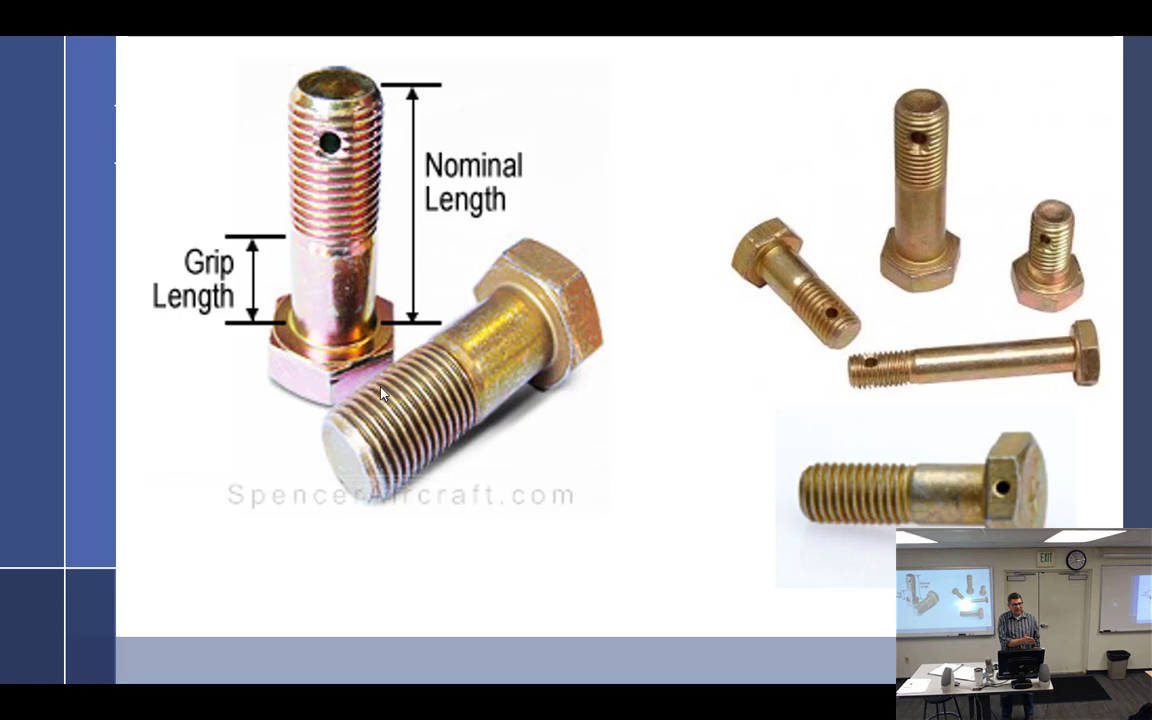 Nominal
Length
Grip
Length
SpencerAircraft.com
EXIT